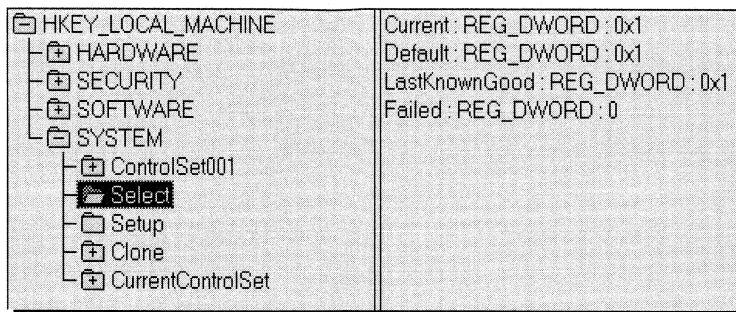 HKEY_LOCAL_MACHINE
HARDWARE
SECURITY
SOFTWARE
SYSTEM
ControlSet001
Select
Setup
Clone
CurrentControlSet
Current : REG_DWORD : 0x1
Default : REG_DWORD : 0x1
LastKnownGood : REG_DWORD : 0x1
Failed : REG_DWORD : 0